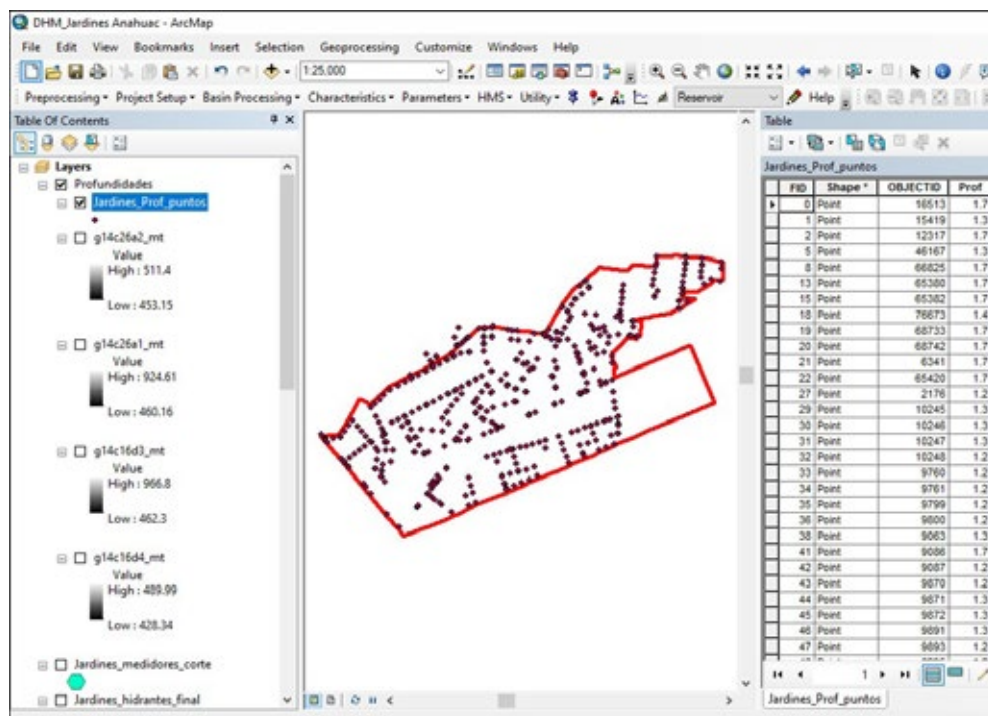 DHM_Jardines Anahuac - ArcMap
File Edit View Bookmarks Insert Selection Geoprocessing Customize Windows Help
1:25,000
Preprocessing Project Setup Basin Processing Characteristics Parameters HMS Utility Reservoir Help
Table Of Contents
Layers
Profundidades
Jardines_Prof_puntos
g14c26a2_mt
Value
High : 511.4
Low : 453.15
g14c26a1_mt
Value
High : 924.61
Low : 460.16
g14c16d3_mt
Value
High : 966.8
Low : 462.3
g14c16d4_mt
Value
High : 489.99
Low : 428.34
Jardines_medidores_corte
Jardines_hidrantes_final
Table
Jardines_Prof_puntos
FID Shape * OBJECTID Prof
0 Point 16513 1.7
1 Point 15419 1.3
2 Point 12317 1.7
5 Point 46167 1.3
8 Point 66825 1.7
13 Point 65380 1.7
15 Point 65382 1.7
18 Point 76673 1.4
19 Point 68733 1.7
20 Point 68742 1.7
21 Point 6341 1.7
22 Point 65420 1.7
27 Point 2176 1.2
29 Point 10245 1.3
30 Point 10246 1.3
31 Point 10247 1.3
32 Point 10248 1.2
33 Point 9760 1.2
34 Point 9761 1.2
35 Point 9799 1.2
36 Point 9800 1.2
38 Point 9063 1.3
41 Point 9086 1.7
42 Point 9087 1.2
43 Point 9870 1.2
44 Point 9871 1.3
45 Point 9872 1.3
46 Point 9891 1.3
47 Point 9893 1.2
1
Jardines_Prof_puntos